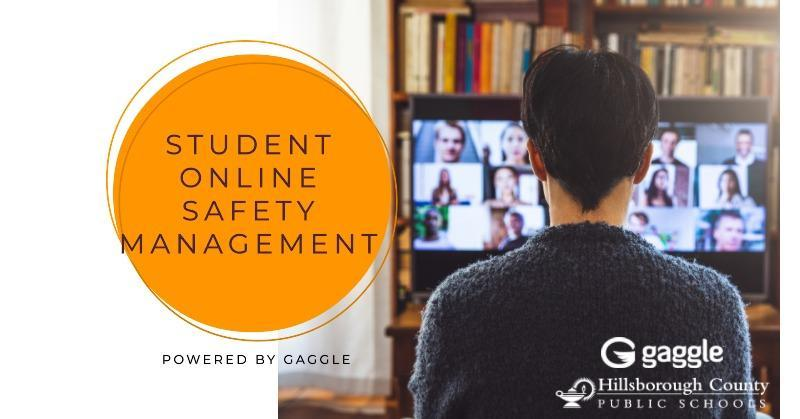 STUDENT
ONLINE
SAFETY
MANAGEMENT
POWERED BY GAGGLE
gaggle
Hillsborough County
PUBLIC SCHOOLS